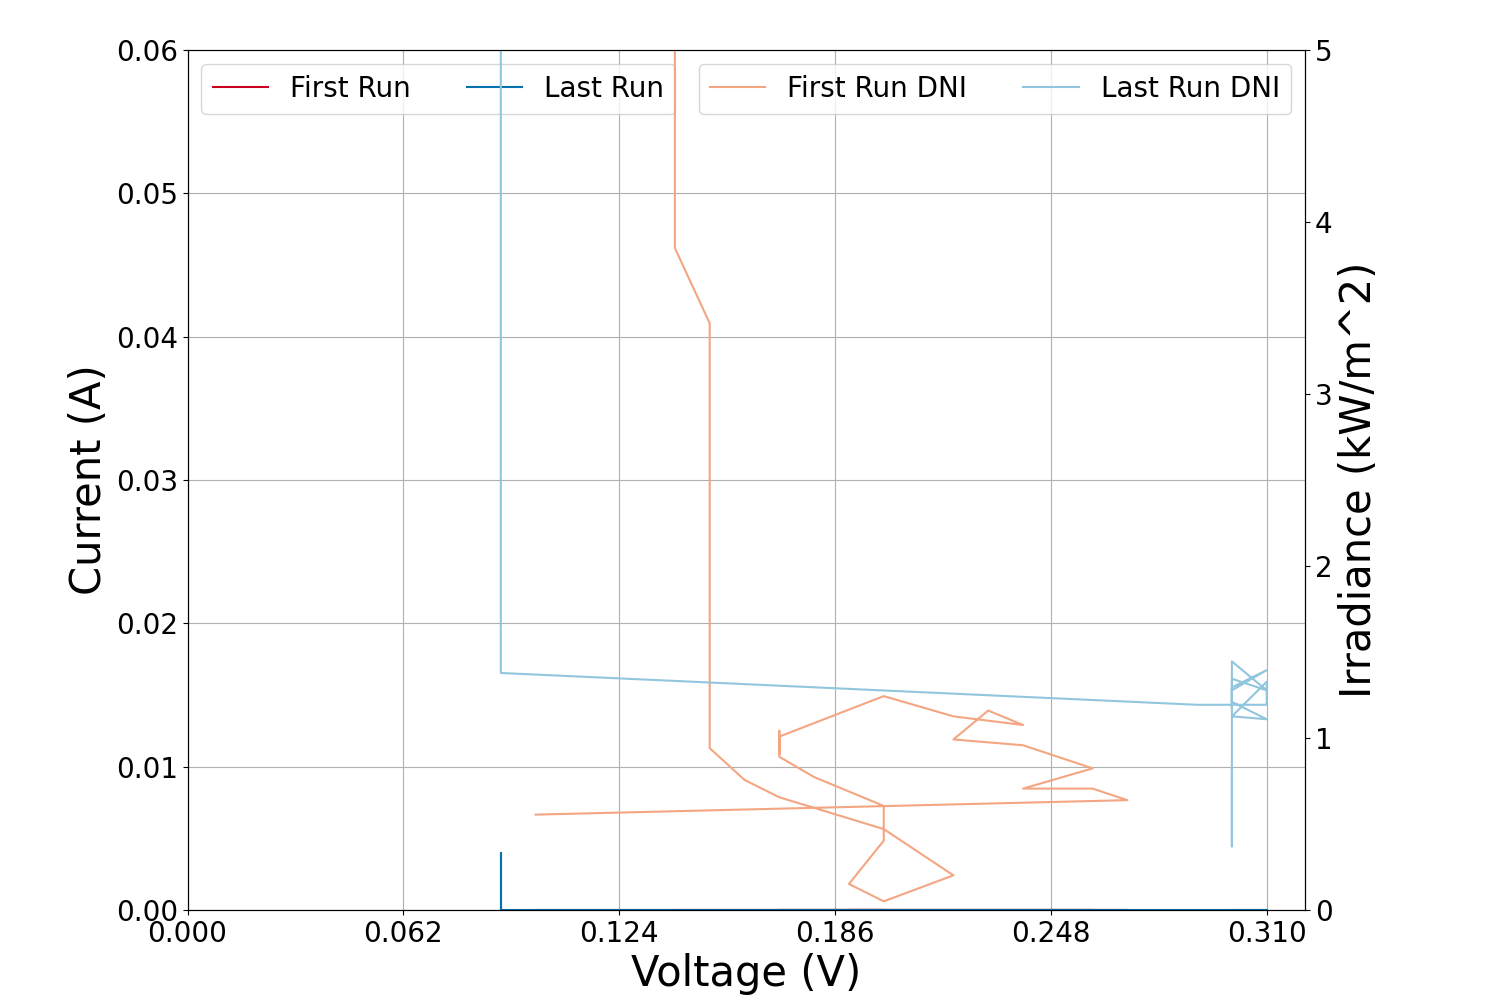 First Run
Last Run
First Run DNI
Last Run DNI
0.06
0.05
0.04
0.03
0.02
0.01
0.00
Current (A)
5
4
3
2
1
0
Irradiance (kW/m^2)
0.000
0.062
0.124
0.186
0.248
0.310
Voltage (V)